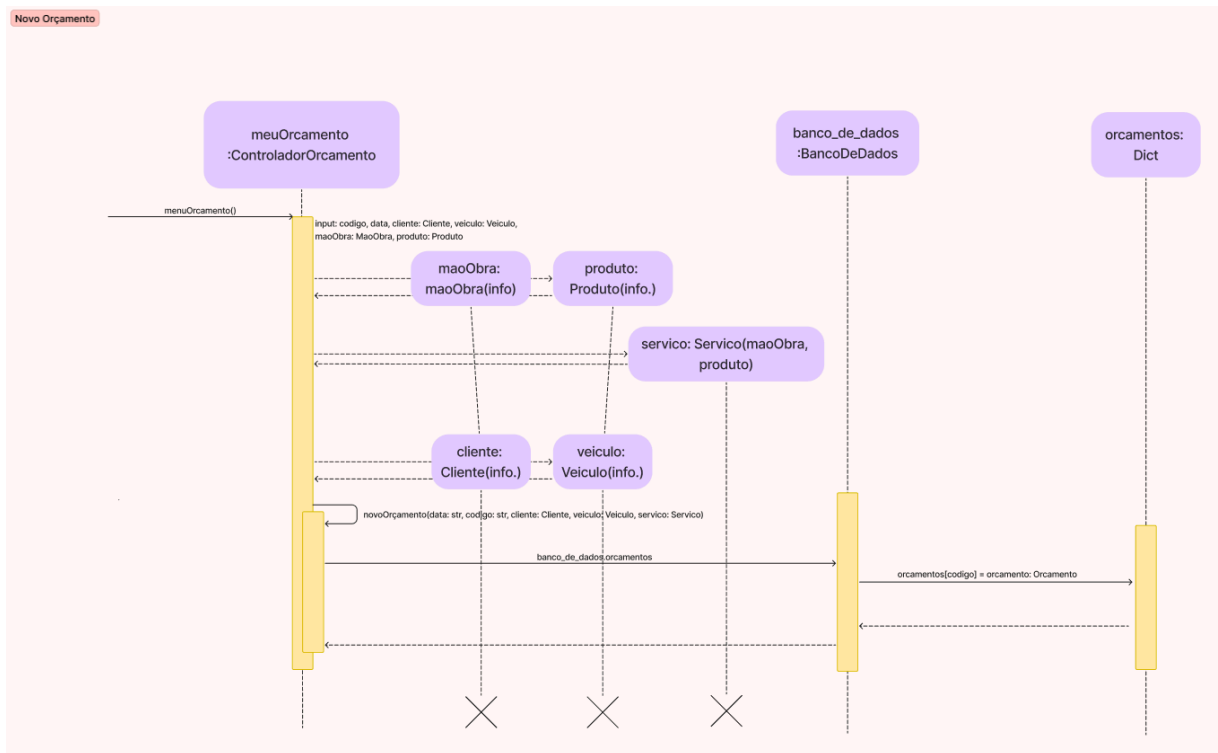 Novo Orçamento
meuOrcamento
:ControladorOrcamento
banco_de_dados
:BancoDeDados
orcamentos:
Dict
menuOrcamento()
input: codigo, data, cliente: Cliente, veiculo: Veiculo,
maoObra: MaoObra, produto: Produto
maoObra:
maoObra(info)
produto:
Produto(info.)
servico: Servico(maoObra,
produto)
cliente:
Cliente(info.)
veiculo:
Veiculo(info.)
novoOrçamento(data: str, codigo: str, cliente: Cliente, veiculo: Veiculo, servico: Servico)
banco_de_dados.orcamentos
orcamentos[codigo] = orcamento: Orcamento